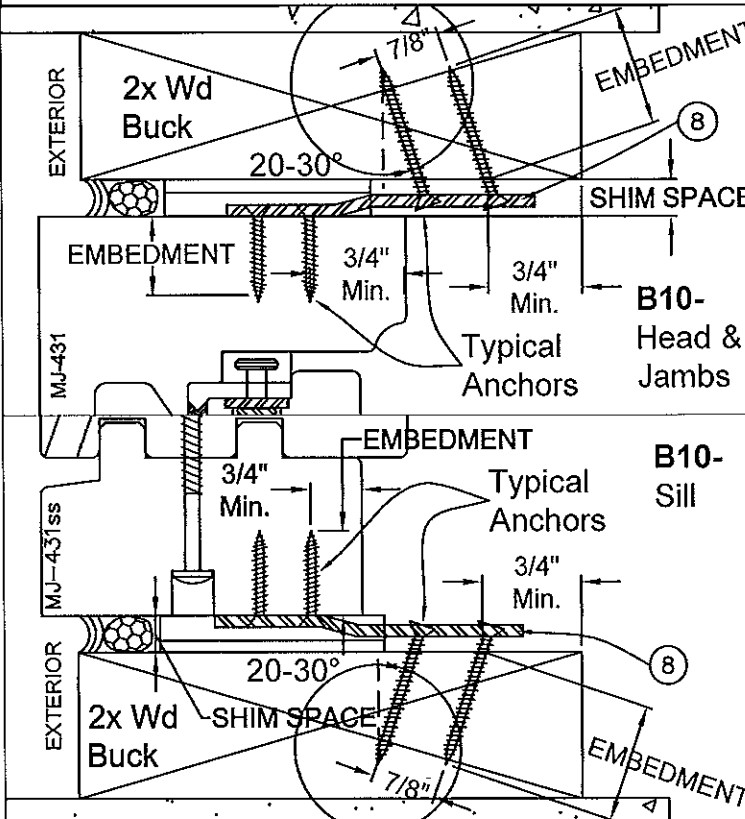 7/8"
EMBEDMENT
EXTERIOR
2x Wd
Buck
8
20-30°
SHIM SPACE
EMBEDMENT
3/4"
Min.
3/4"
Min.
B10-
Head &
Jambs
MJ-431
Typical
Anchors
EMBEDMENT
B10-
Sill
3/4"
Min.
Typical
Anchors
MJ-431ss
3/4"
Min.
EXTERIOR
20-30°
8
2x Wd
Buck
SHIM SPACE
EMBEDMENT
7/8"